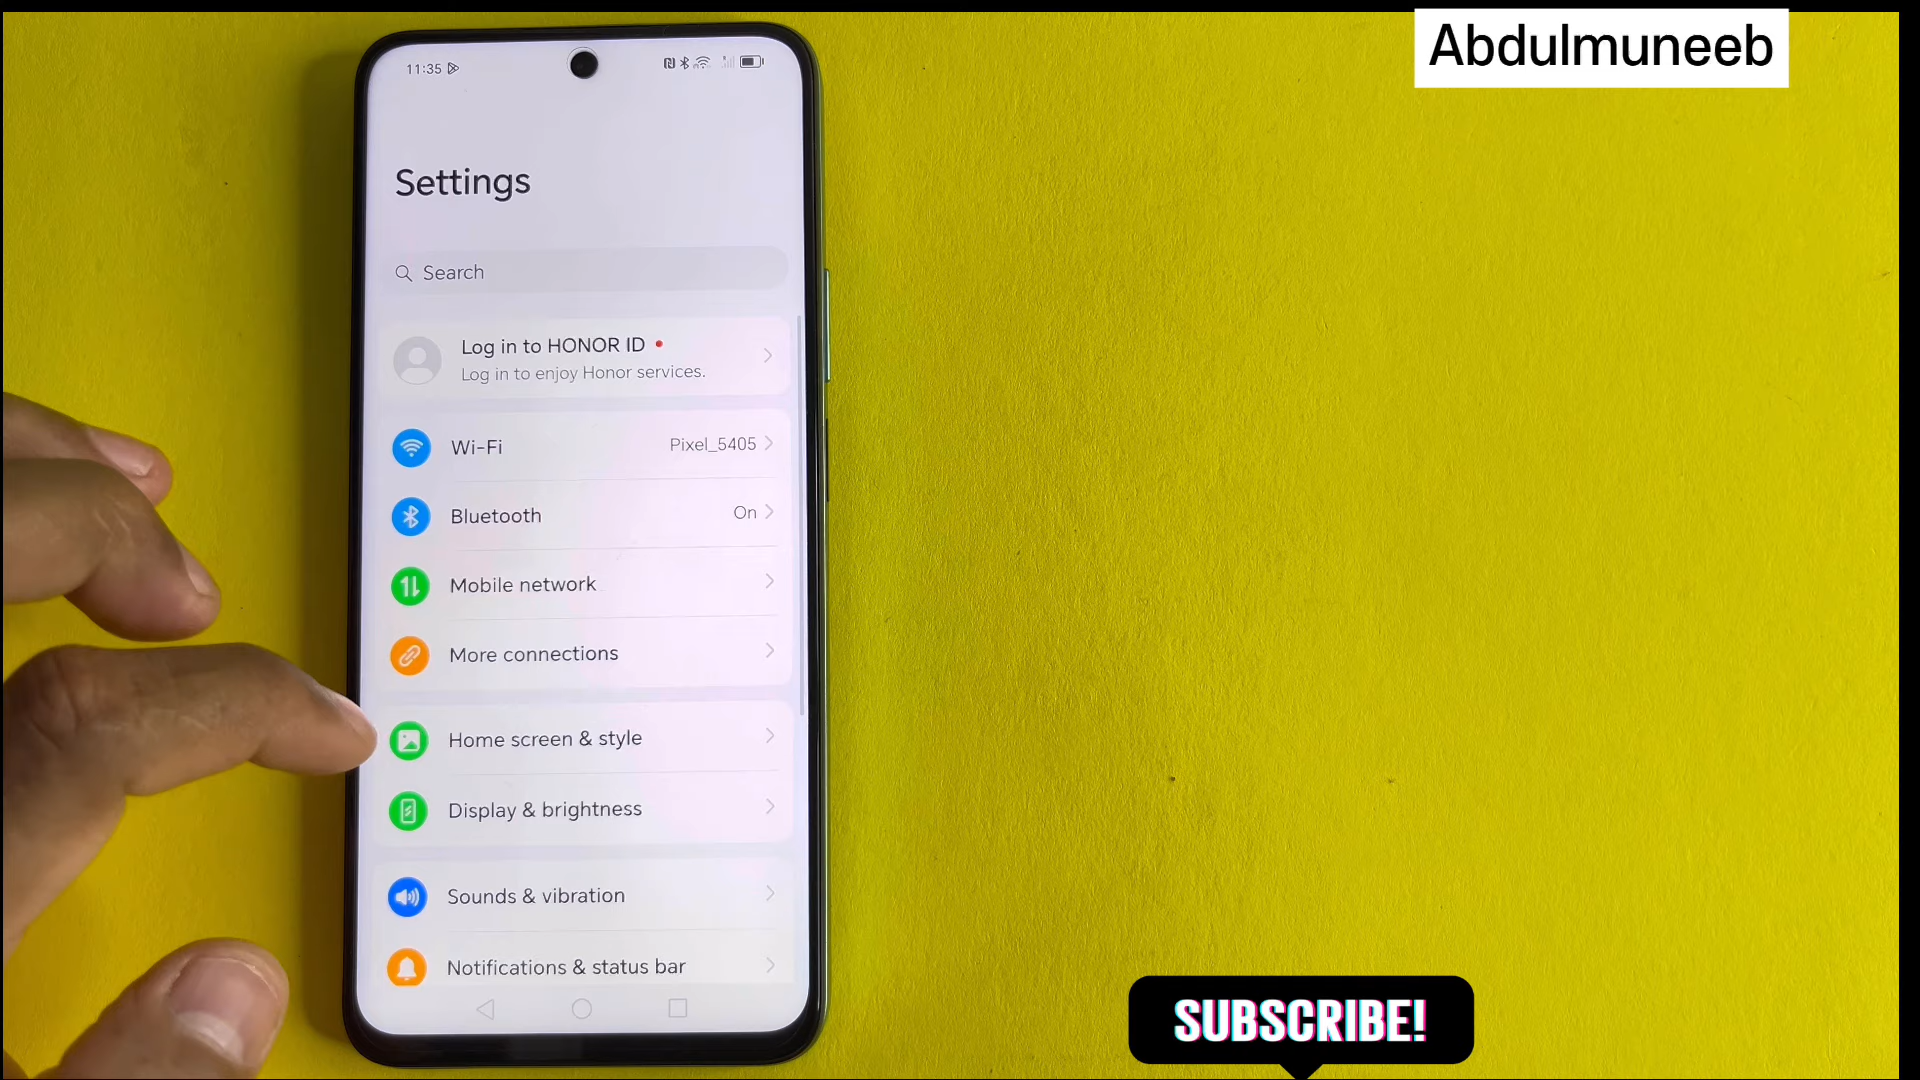 Abdulmuneeb
11:35
Settings
Search
Log in to HONOR ID
Log in to enjoy Honor services.
Wi-Fi
Pixel_5405
Bluetooth
On
Mobile network
More connections
Home screen & style
Display & brightness
Sounds & vibration
Notifications & status bar
SUBSCRIBE!